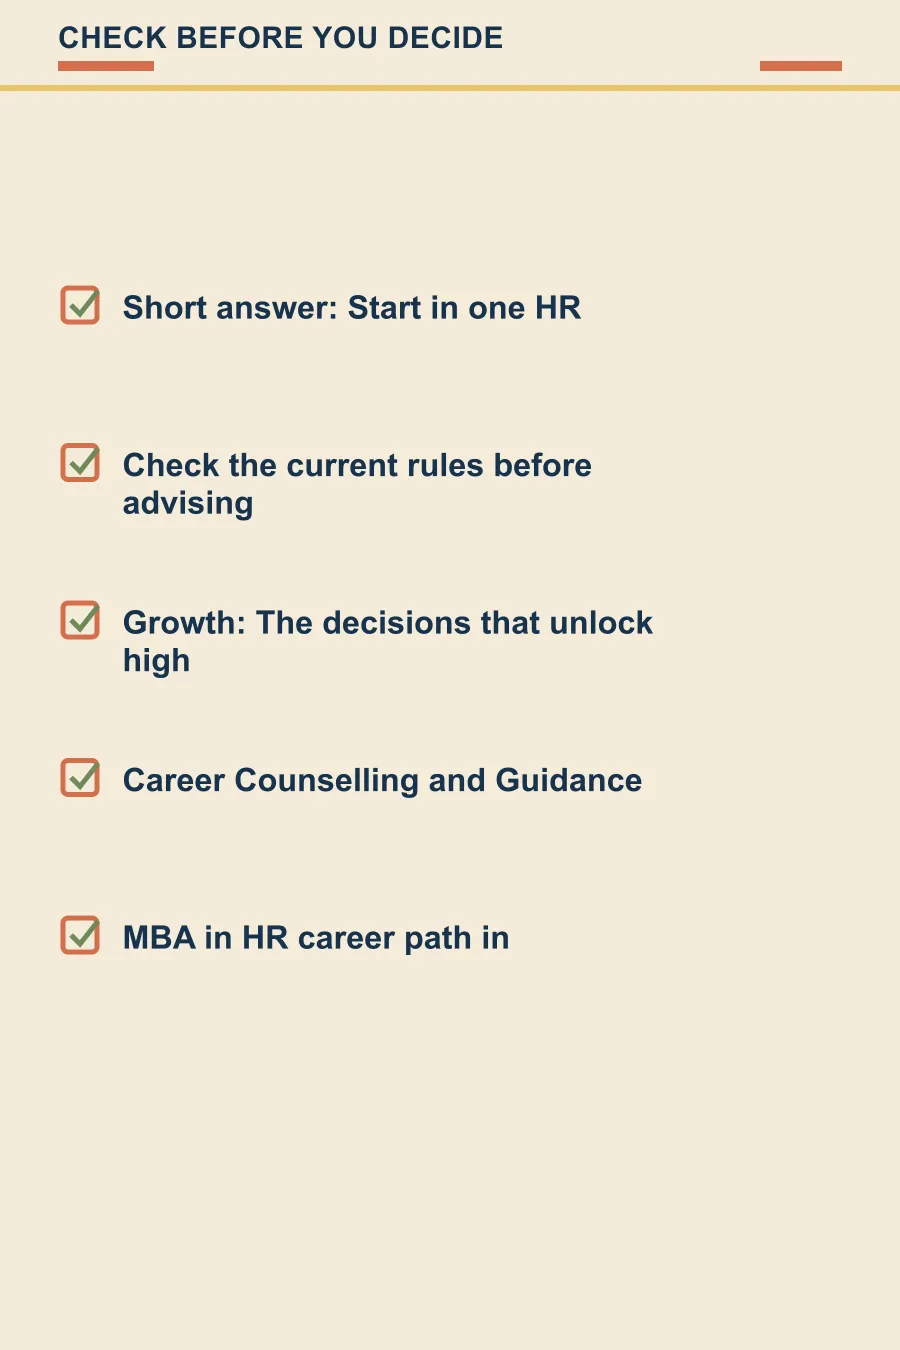 CHECK BEFORE YOU DECIDE
Short answer: Start in one HR
Check the current rules before
advising
Growth: The decisions that unlock
high
Career Counselling and Guidance
MBA in HR career path in